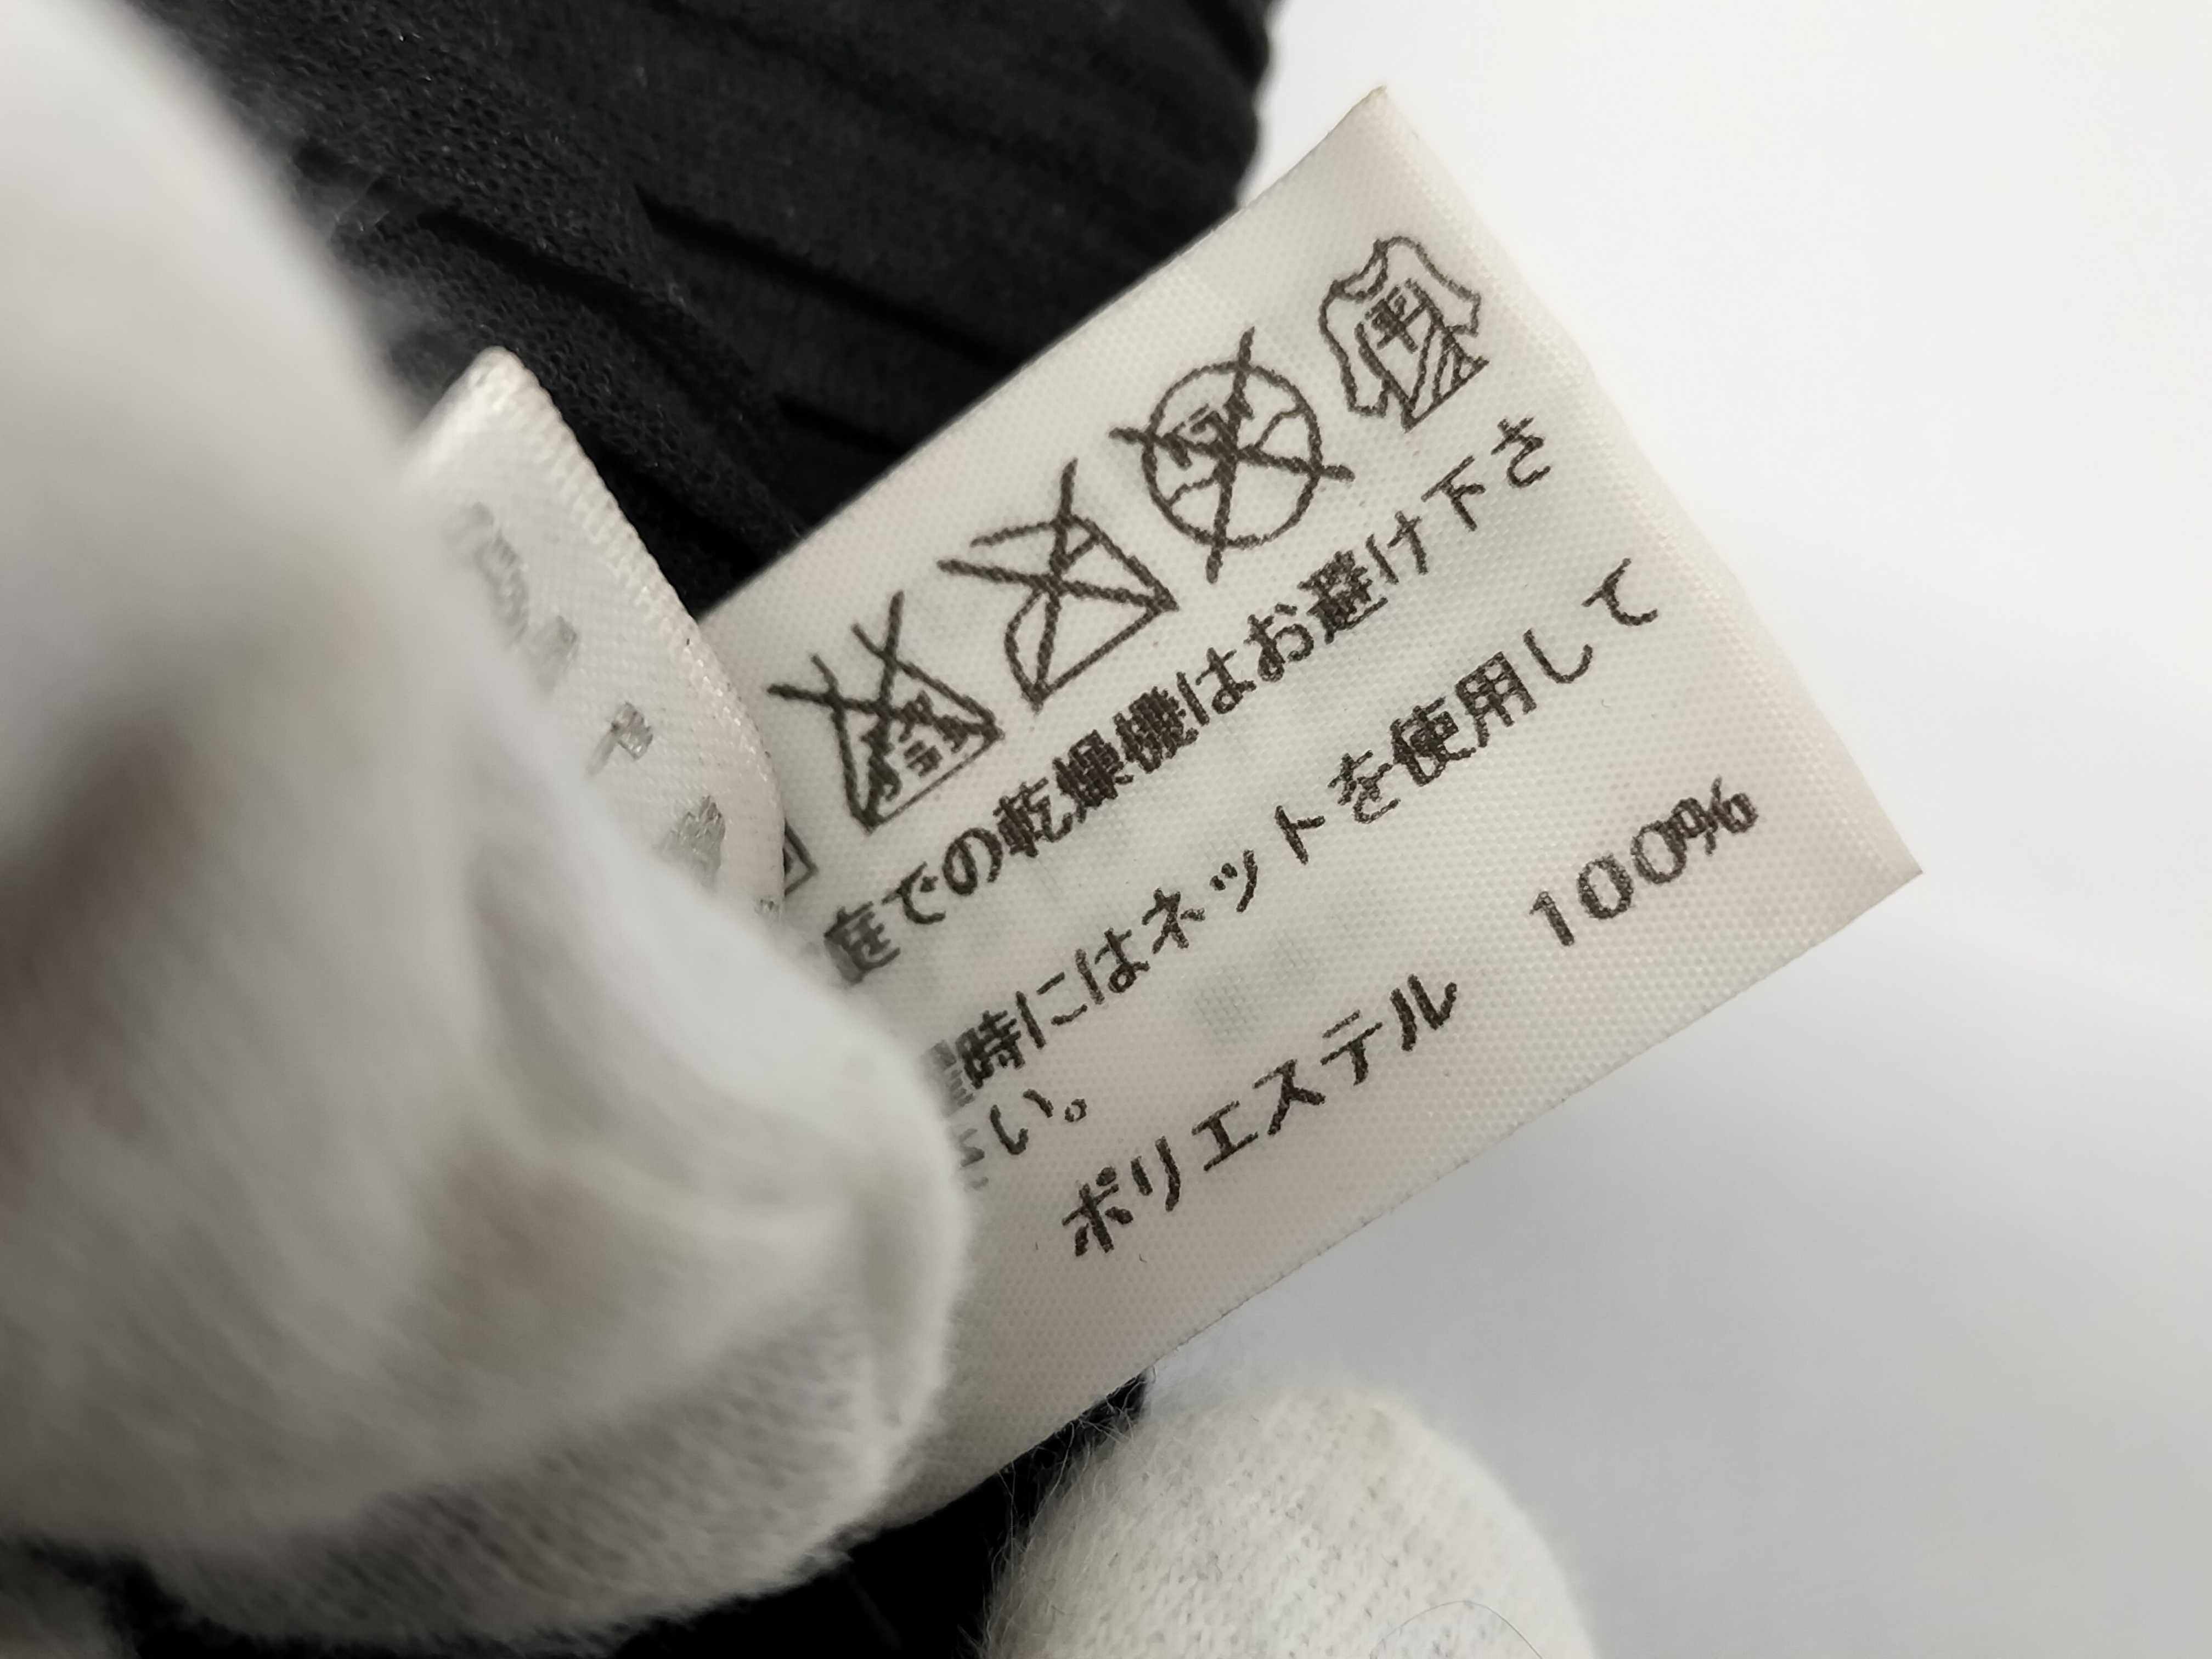 庭での乾燥機はお避け下さ
時にはネットを使用して
い。
ポリエステル 100%